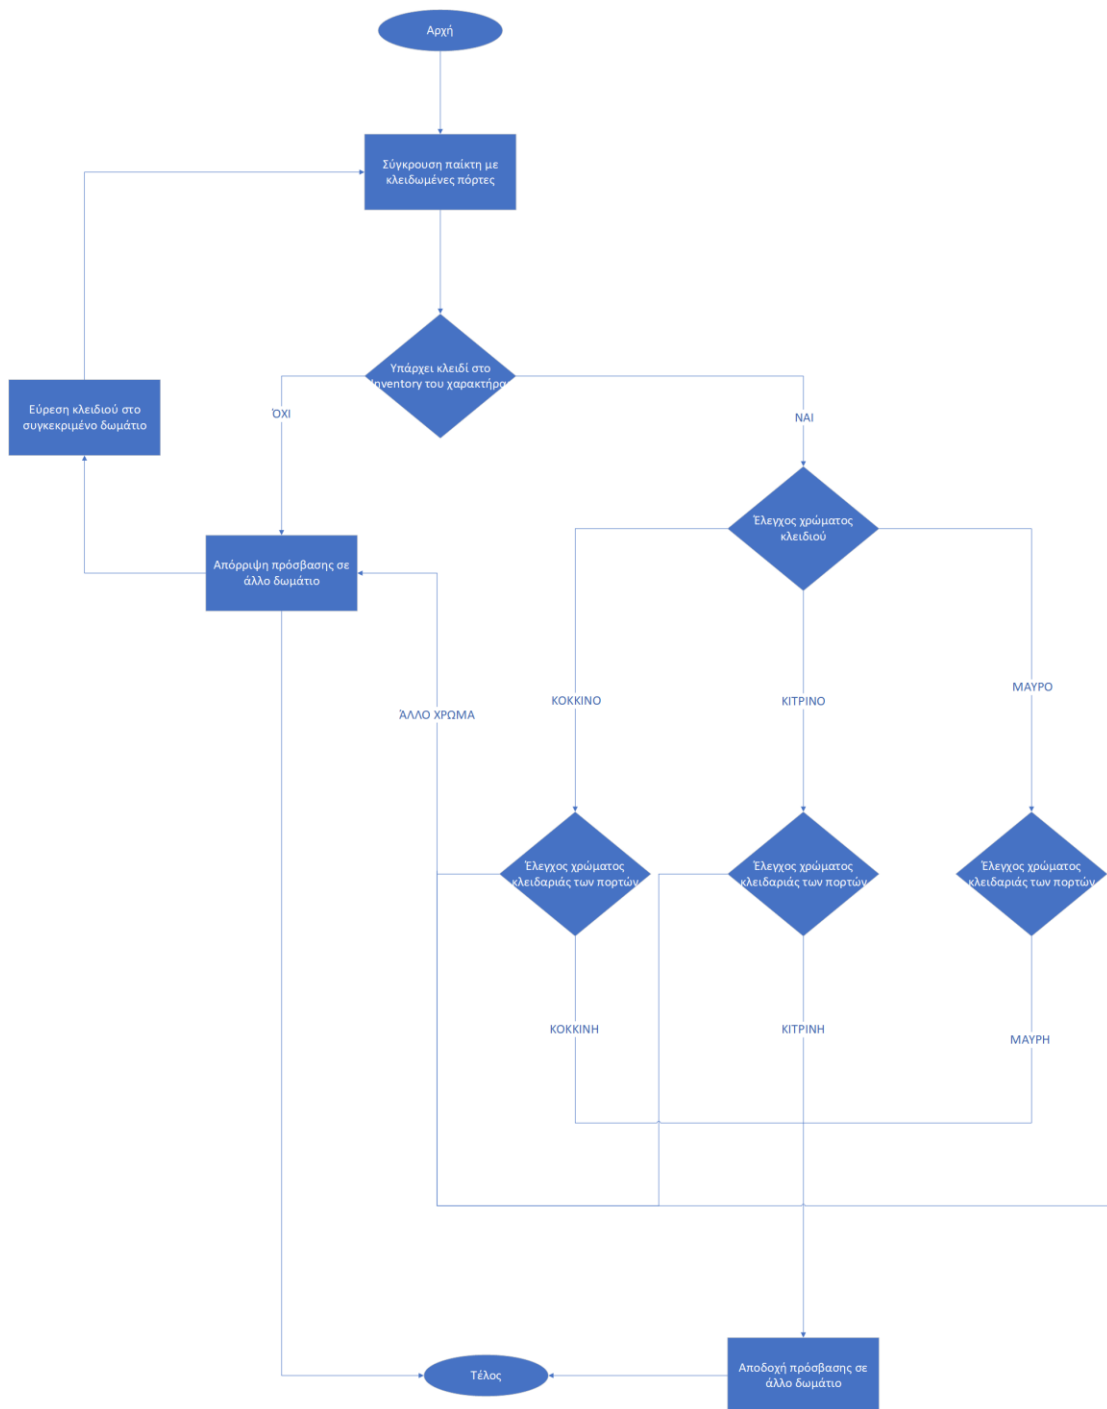 Αρχή
Σύγκρουση παίκτη με
κλειδωμένες πόρτες
Υπάρχει κλειδί στο
Inventory του χαρακτήρα
Εύρεση κλειδιού στο
συγκεκριμένο δωμάτιο
ΌΧΙ
ΝΑΙ
Έλεγχος χρώματος
κλειδιού
Απόρριψη πρόσβασης σε
άλλο δωμάτιο
ΚΟΚΚΙΝΟ
ΚΙΤΡΙΝΟ
ΜΑΥΡΟ
ΆΛΛΟ ΧΡΩΜΑ
Έλεγχος χρώματος
κλειδαριάς των πορτών
Έλεγχος χρώματος
κλειδαριάς των πορτών
Έλεγχος χρώματος
κλειδαριάς των πορτών
ΚΟΚΚΙΝΗ
ΚΙΤΡΙΝΗ
ΜΑΥΡΗ
Τέλος
Αποδοχή πρόσβασης σε
άλλο δωμάτιο